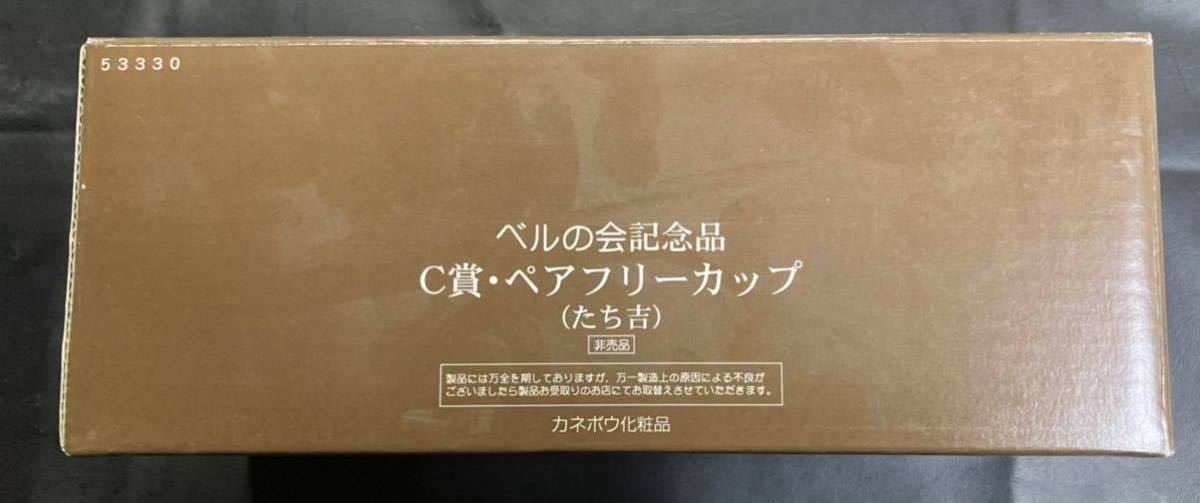 53330
ベルの会記念品
C賞・ペアフリーカップ
(たち吉)
非売品
製品には万全を期しておりますが、万一製造上の原因による不良が
ございましたら製品お受取りのお店にてお取替えさせていただきます。
カネボウ化粧品